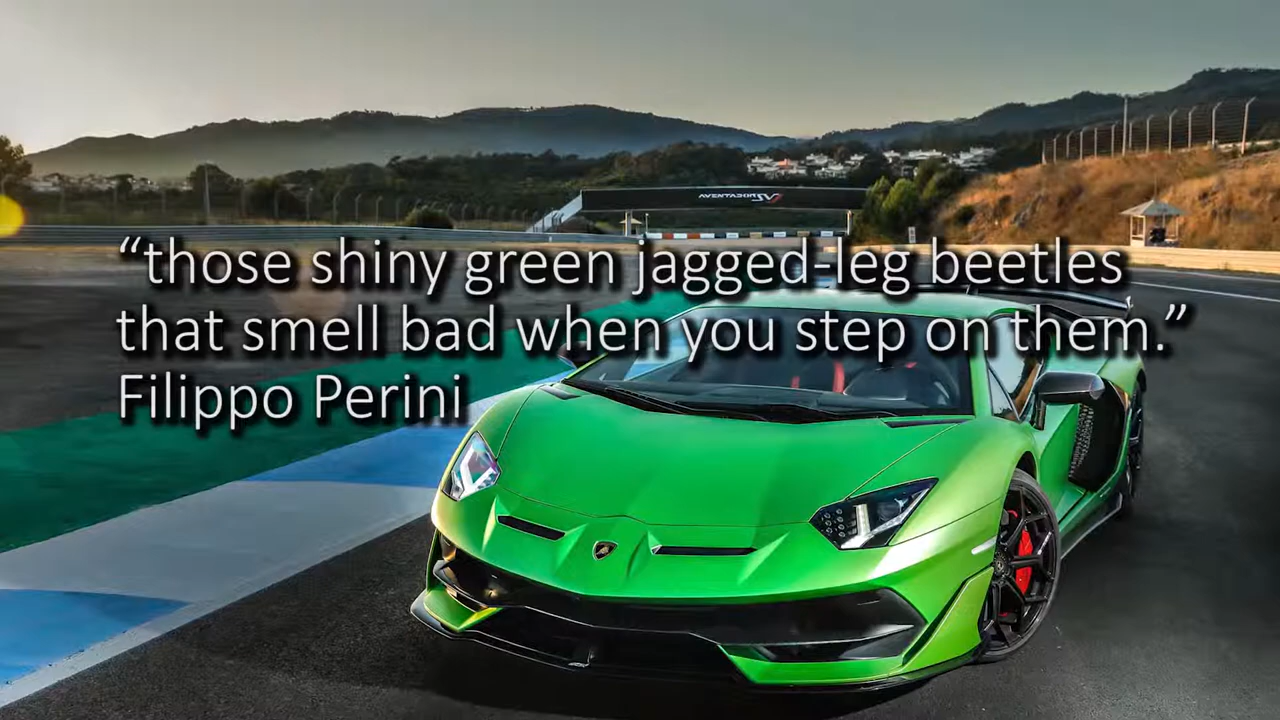 AVENTADOR SVJ
“those shiny green jagged-leg beetles
that smell bad when you step on them.”
Filippo Perini